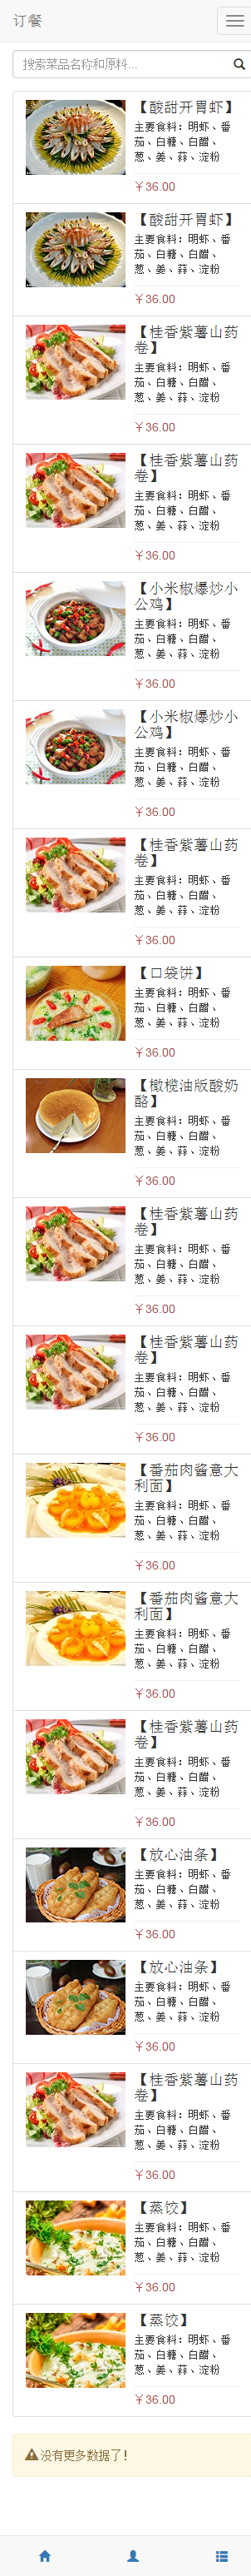 订餐
搜索菜品名称和原料...
【酸甜开胃虾】
主要食料：明虾、番
茄、白糖、白醋、
葱、姜、蒜、淀粉
￥36.00
【酸甜开胃虾】
主要食料：明虾、番
茄、白糖、白醋、
葱、姜、蒜、淀粉
￥36.00
【桂香紫薯山药
卷】
主要食料：明虾、番
茄、白糖、白醋、
葱、姜、蒜、淀粉
￥36.00
【桂香紫薯山药
卷】
主要食料：明虾、番
茄、白糖、白醋、
葱、姜、蒜、淀粉
￥36.00
【小米椒爆炒小
公鸡】
主要食料：明虾、番
茄、白糖、白醋、
葱、姜、蒜、淀粉
￥36.00
【小米椒爆炒小
公鸡】
主要食料：明虾、番
茄、白糖、白醋、
葱、姜、蒜、淀粉
￥36.00
【桂香紫薯山药
卷】
主要食料：明虾、番
茄、白糖、白醋、
葱、姜、蒜、淀粉
￥36.00
【口袋饼】
主要食料：明虾、番
茄、白糖、白醋、
葱、姜、蒜、淀粉
￥36.00
【橄榄油版酸奶
酪】
主要食料：明虾、番
茄、白糖、白醋、
葱、姜、蒜、淀粉
￥36.00
【桂香紫薯山药
卷】
主要食料：明虾、番
茄、白糖、白醋、
葱、姜、蒜、淀粉
￥36.00
【桂香紫薯山药
卷】
主要食料：明虾、番
茄、白糖、白醋、
葱、姜、蒜、淀粉
￥36.00
【番茄肉酱意大
利面】
主要食料：明虾、番
茄、白糖、白醋、
葱、姜、蒜、淀粉
￥36.00
【番茄肉酱意大
利面】
主要食料：明虾、番
茄、白糖、白醋、
葱、姜、蒜、淀粉
￥36.00
【桂香紫薯山药
卷】
主要食料：明虾、番
茄、白糖、白醋、
葱、姜、蒜、淀粉
￥36.00
【放心油条】
主要食料：明虾、番
茄、白糖、白醋、
葱、姜、蒜、淀粉
￥36.00
【放心油条】
主要食料：明虾、番
茄、白糖、白醋、
葱、姜、蒜、淀粉
￥36.00
【桂香紫薯山药
卷】
主要食料：明虾、番
茄、白糖、白醋、
葱、姜、蒜、淀粉
￥36.00
【蒸饺】
主要食料：明虾、番
茄、白糖、白醋、
葱、姜、蒜、淀粉
￥36.00
【蒸饺】
主要食料：明虾、番
茄、白糖、白醋、
葱、姜、蒜、淀粉
￥36.00
没有更多数据了！